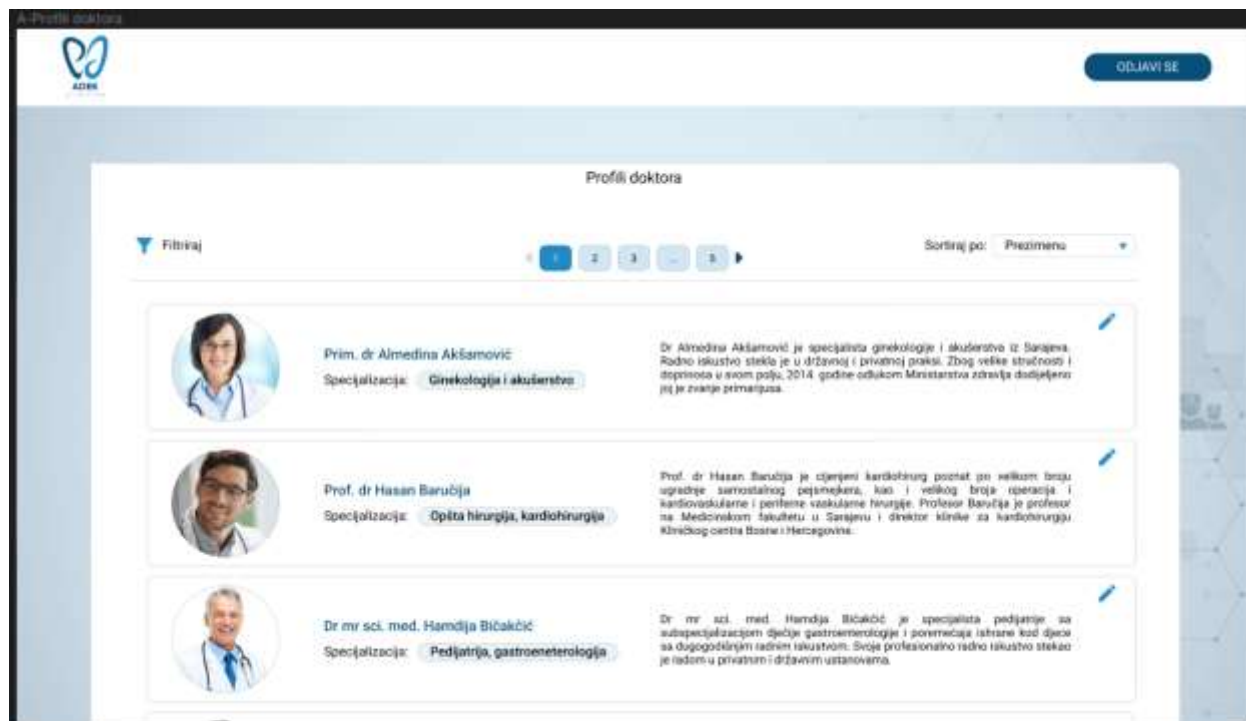 A-Profili doktora
ADBK
ODJAVI SE
Profili doktora
Filtriraj
1 2 3 ... 5
Sortiraj po: Prezimenu
Prim. dr Almedina Akšamović
Specijalizacija: Ginekologija i akušerstvo
Dr Almedina Akšamović je specijalista ginekologije i akušerstva iz Sarajeva.
Radno iskustvo stekla je u državnoj i privatnoj praksi. Zbog velike stručnosti i
doprinosa u svom polju, 2014. godine odlukom Ministarstva zdravlja dodijeljeno
joj je zvanje primarijusa.
Prof. dr Hasan Baručija
Specijalizacija: Opšta hirurgija, kardiohirurgija
Prof. dr Hasan Baručija je cijenjeni kardiohirurg poznat po velikom broju
ugradnje samostalnog pejsmejkera, kao i velikog broja operacija i
kardiovaskularne i periferne vaskularne hirurgije. Profesor Baručija je profesor
na Medicinskom fakultetu u Sarajevu i direktor klinike za kardiohirurgiju
Kliničkog centra Bosne i Hercegovine.
Dr mr sci. med. Hamdija Bičakčić
Specijalizacija: Pedijatrija, gastroeneterologija
Dr mr sci. med. Hamdija Bičakčić je specijalista pedijatrije sa
subspecijalizacijom dječije gastroenterologije i poremećaja ishrane kod djece
sa dugogodišnjim radnim iskustvom. Svoje profesionalno radno iskustvo stekao
je radom u privatnim i državnim ustanovama.